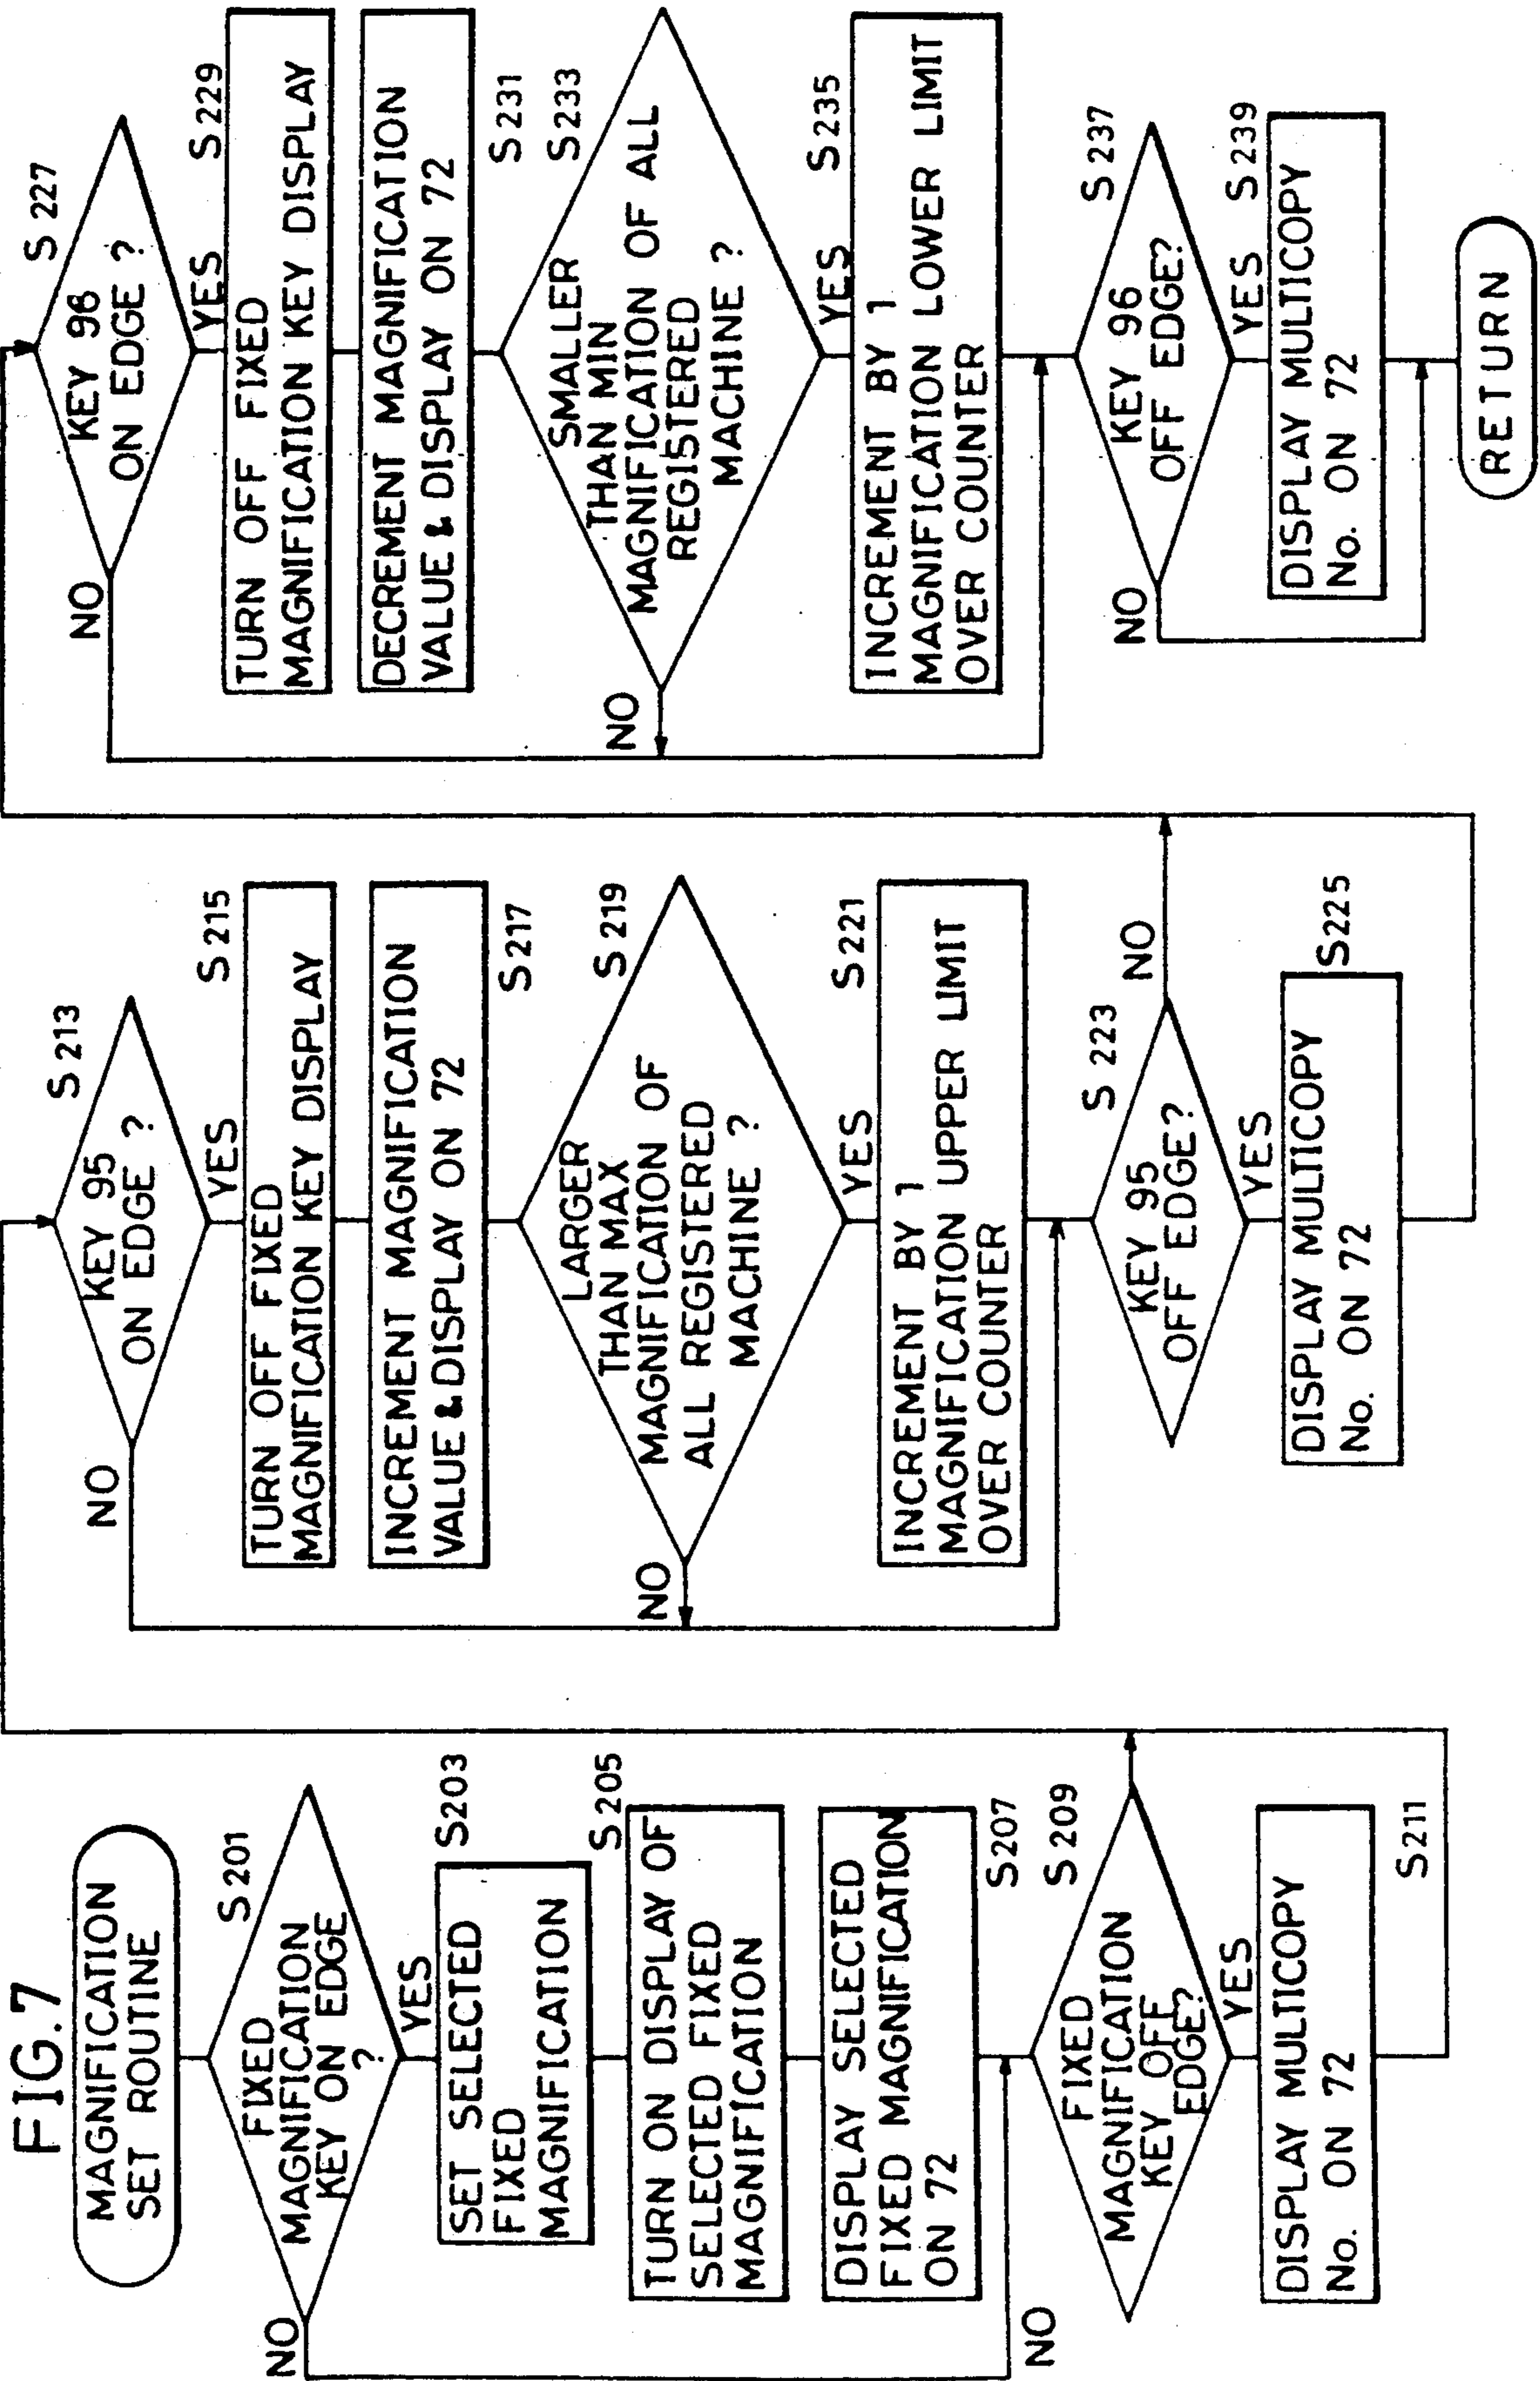 FIG.7
MAGNIFICATION
SET ROUTINE
S201
FIXED
MAGNIFICATION
KEY ON EDGE
?
NO
YES
S203
SET SELECTED
FIXED
MAGNIFICATION
S205
TURN ON DISPLAY OF
SELECTED FIXED
MAGNIFICATION
DISPLAY SELECTED
FIXED MAGNIFICATION
ON 72
S207
S209
FIXED
MAGNIFICATION
KEY OFF
EDGE?
NO
YES
DISPLAY MULTICOPY
No. ON 72
S211
S213
KEY 95
ON EDGE ?
NO
YES
S215
TURN OFF FIXED
MAGNIFICATION KEY DISPLAY
INCREMENT MAGNIFICATION
VALUE & DISPLAY ON 72
S217
S219
LARGER
THAN MAX
MAGNIFICATION OF
ALL REGISTERED
MACHINE ?
NO
YES
S221
INCREMENT BY 1
MAGNIFICATION UPPER LIMIT
OVER COUNTER
S223
KEY 95
OFF EDGE?
NO
YES
S225
DISPLAY MULTICOPY
No. ON 72
S227
KEY 96
ON EDGE ?
NO
YES
S229
TURN OFF FIXED
MAGNIFICATION KEY DISPLAY
DECREMENT MAGNIFICATION
VALUE & DISPLAY ON 72
S231
S233
SMALLER
THAN MIN
MAGNIFICATION OF ALL
REGISTERED
MACHINE ?
NO
YES
S235
INCREMENT BY 1
MAGNIFICATION LOWER LIMIT
OVER COUNTER
S237
KEY 96
OFF EDGE?
NO
YES
S239
DISPLAY MULTICOPY
No. ON 72
RETURN